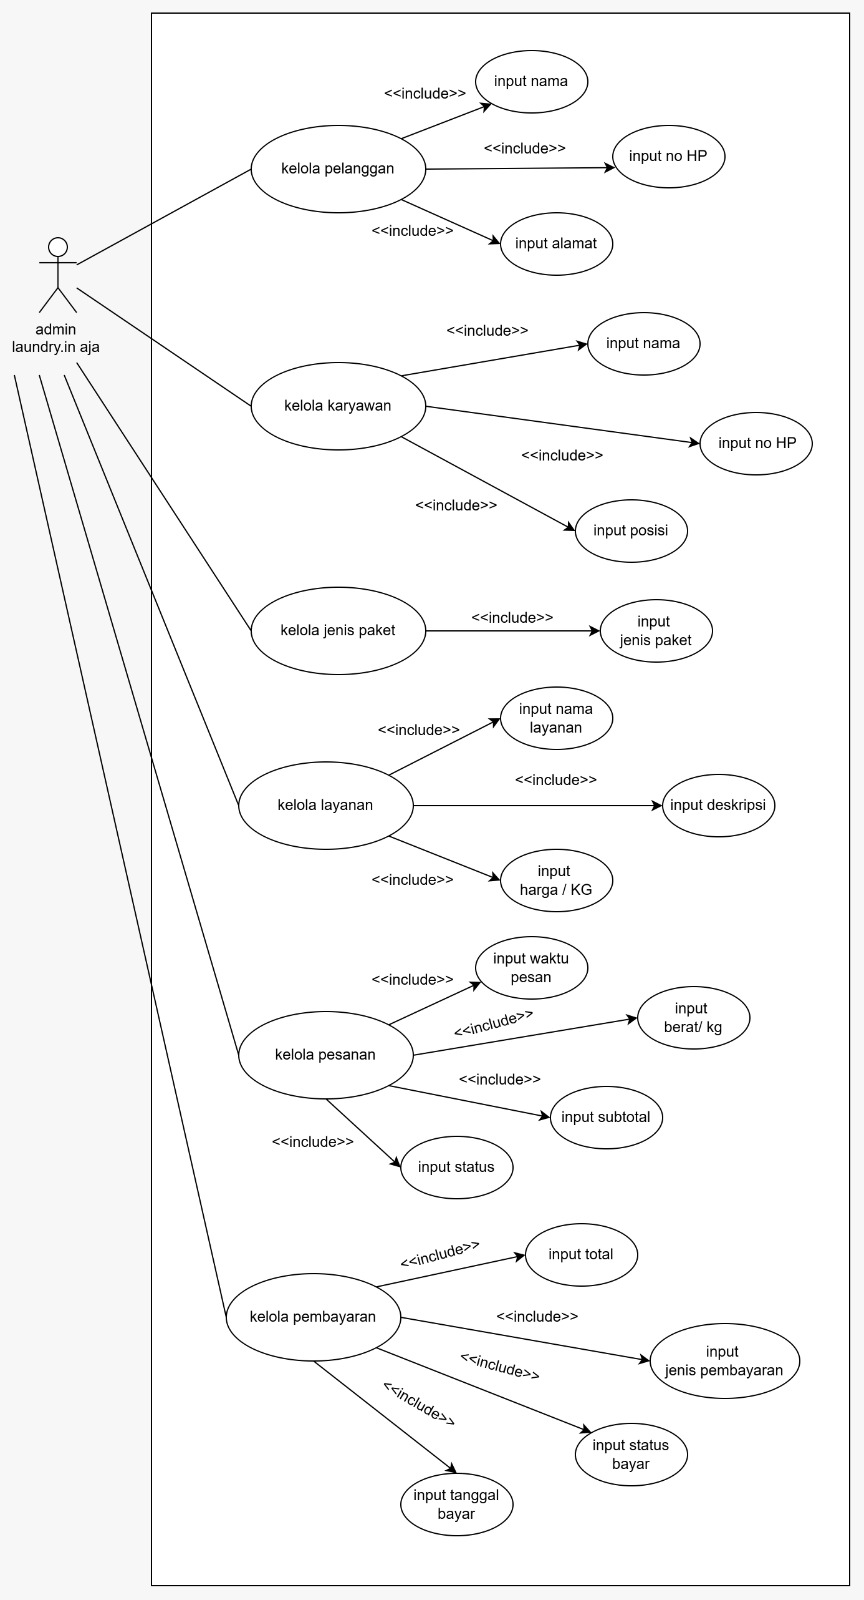 input nama
<<include>>
<<include>>
input no HP
kelola pelanggan
<<include>>
input alamat
admin
laundry.in aja
<<include>>
input nama
kelola karyawan
<<include>>
input no HP
<<include>>
input posisi
kelola jenis paket
<<include>>
input
jenis paket
<<include>>
input nama
layanan
kelola layanan
<<include>>
input deskripsi
<<include>>
input
harga / KG
<<include>>
input waktu
pesan
kelola pesanan
<<include>>
input
berat/ kg
<<include>>
input subtotal
<<include>>
input status
<<include>>
input total
kelola pembayaran
<<include>>
input
jenis pembayaran
<<include>>
input status
bayar
<<include>>
input tanggal
bayar